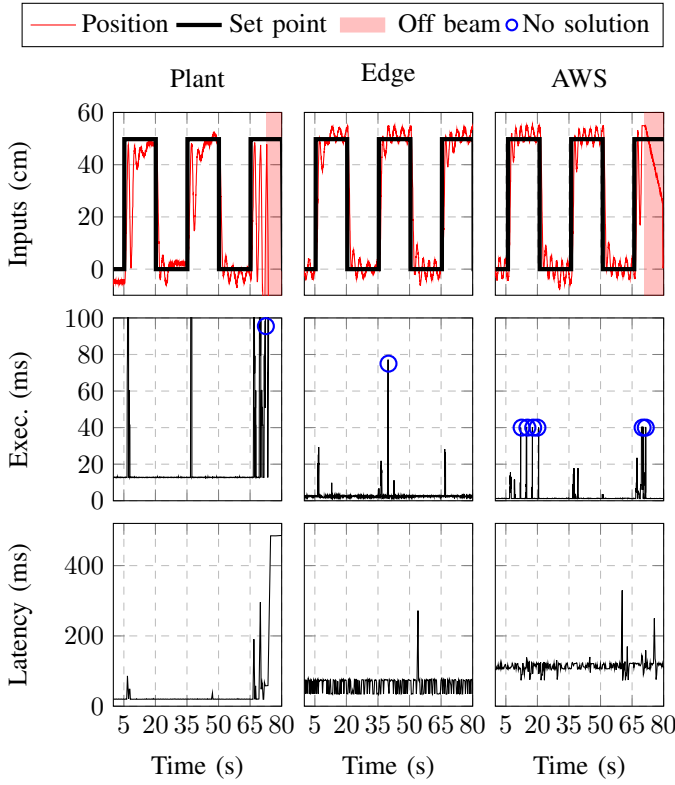 Position Set point Off beam No solution
Plant Edge AWS
Inputs (cm)
60
40
20
0
Exec. (ms)
100
80
60
40
20
0
Latency (ms)
400
200
0
5 20 35 50 65 80 5 20 35 50 65 80 5 20 35 50 65 80
Time (s) Time (s) Time (s)